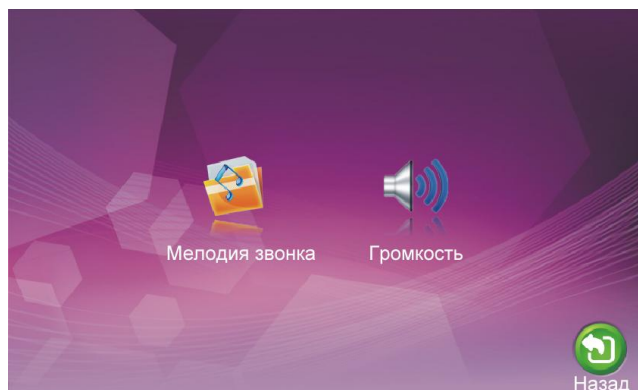 Мелодия звонка
Громкость
Назад